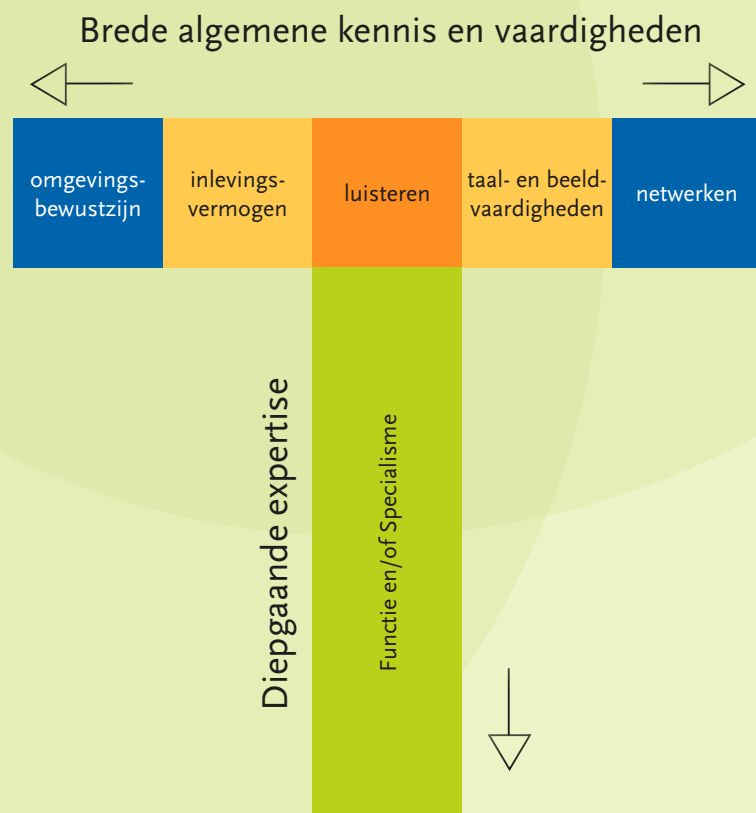 Brede algemene kennis en vaardigheden
omgevings-
bewustzijn
inlevings-
vermogen
luisteren
taal- en beeld-
vaardigheden
netwerken
Diepgaande expertise
Functie en/of Specialisme